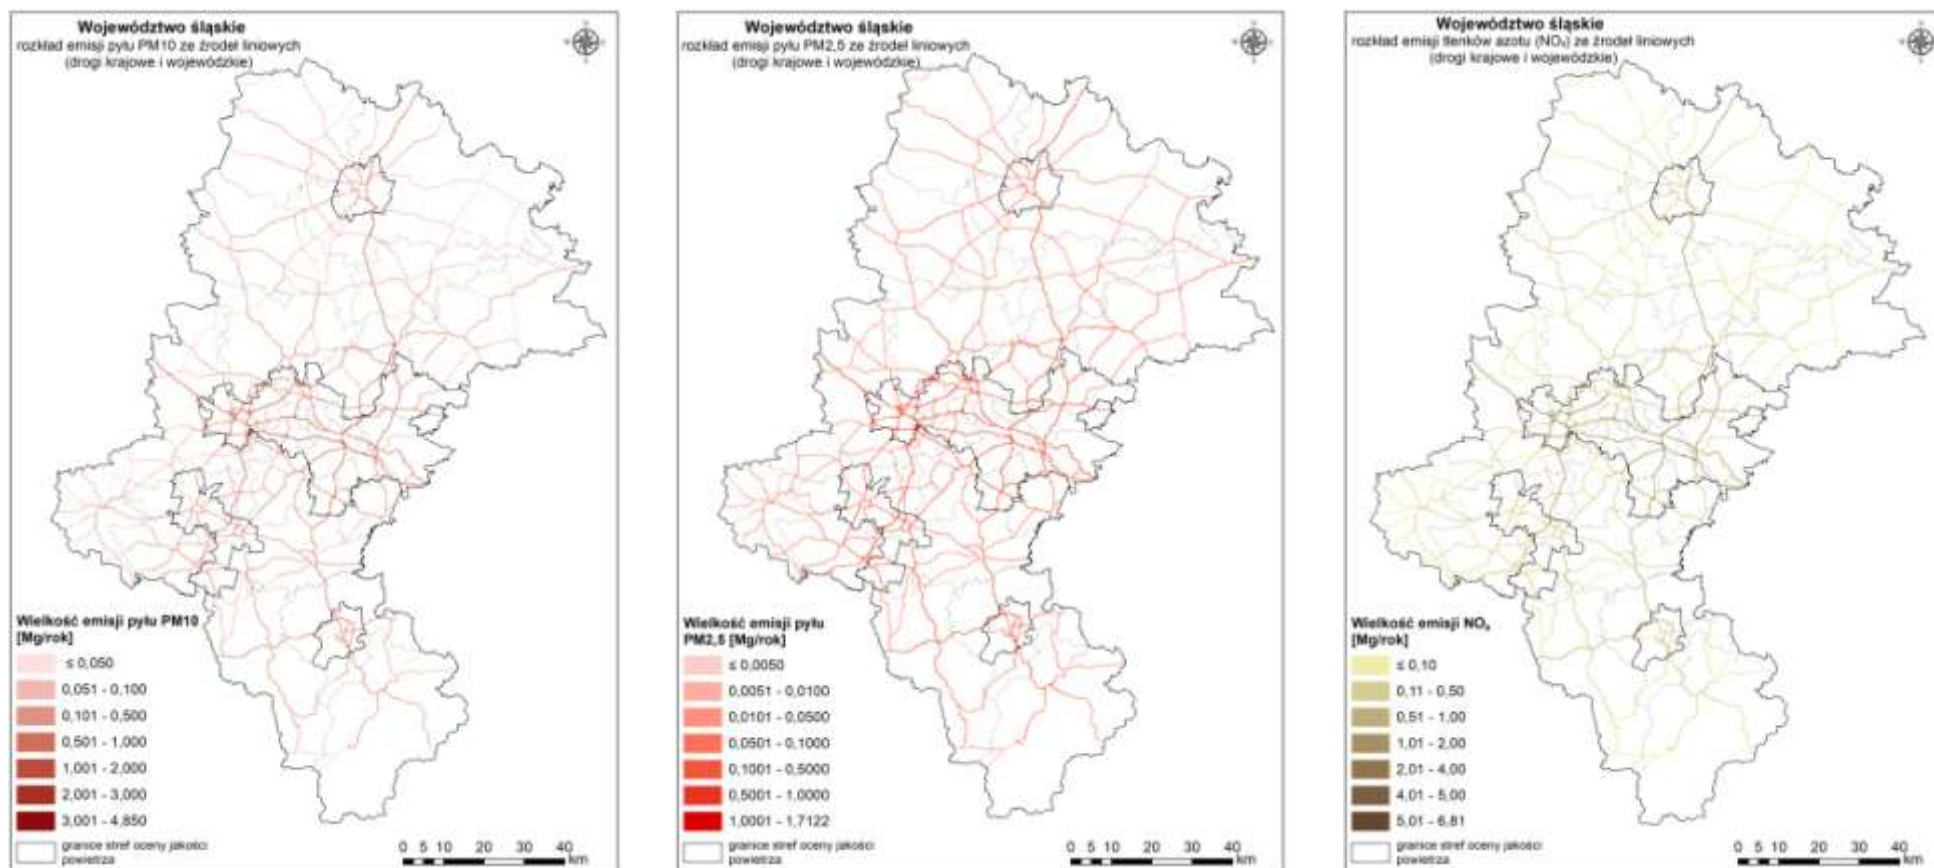 Województwo śląskie
rozkład emisji pyłu PM10 ze źrodeł liniowych
(drogi krajowe i wojewódzkie)
Wielkość emisji pyłu PM10
[Mg/rok]
≤ 0,050
0,051 - 0,100
0,101 - 0,500
0,501 - 1,000
1,001 - 2,000
2,001 - 3,000
3,001 - 4,850
granice stref oceny jakości
powietrza
0 5 10 20 30 40
km
Województwo śląskie
rozkład emisji pyłu PM2,5 ze źrodeł liniowych
(drogi krajowe i wojewódzkie)
Wielkość emisji pyłu
PM2,5 [Mg/rok]
≤ 0,0050
0,0051 - 0,0100
0,0101 - 0,0500
0,0501 - 0,1000
0,1001 - 0,5000
0,5001 - 1,0000
1,0001 - 1,7122
granice stref oceny jakości
powietrza
0 5 10 20 30 40
km
Województwo śląskie
rozkład emisji tlenków azotu (NOₓ) ze źrodeł liniowych
(drogi krajowe i wojewódzkie)
Wielkość emisji NOₓ
[Mg/rok]
≤ 0,10
0,11 - 0,50
0,51 - 1,00
1,01 - 2,00
2,01 - 4,00
4,01 - 5,00
5,01 - 6,81
granice stref oceny jakości
powietrza
0 5 10 20 30 40
km